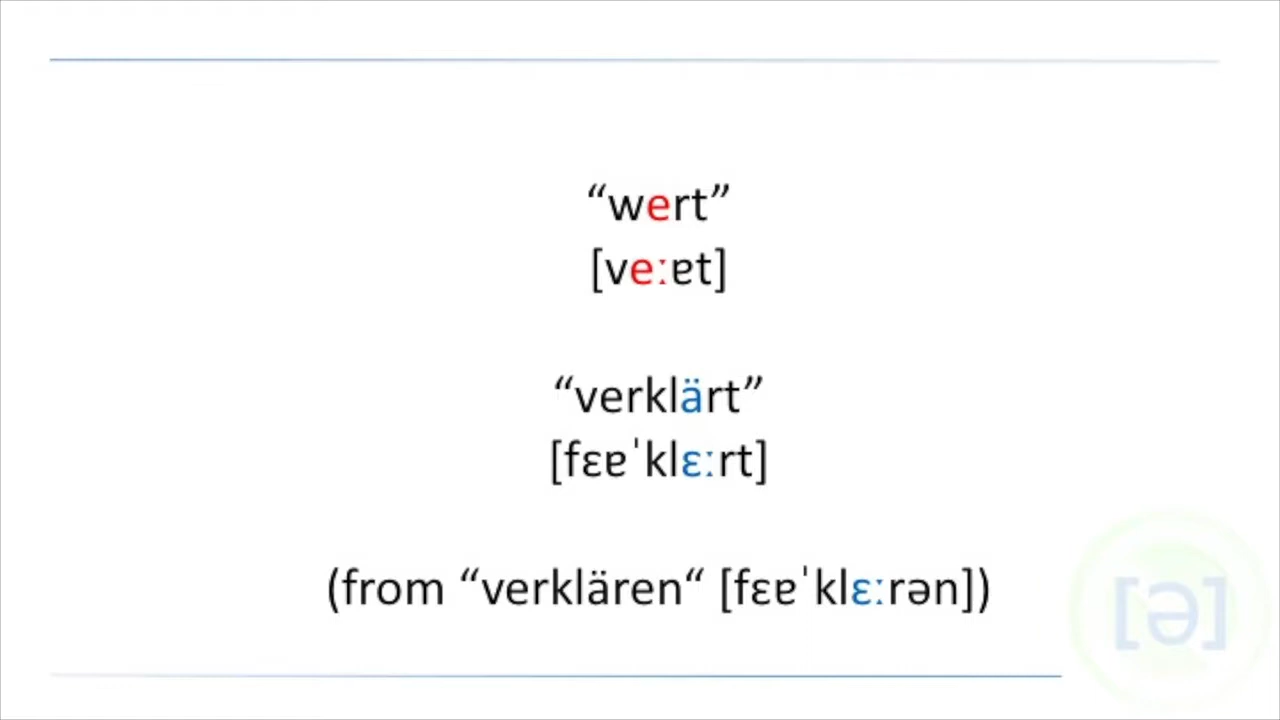 “wert”
[veːɐt]
“verklärt”
[fɛɐˈklɛːrt]
(from “verklären“ [fɛɐˈklɛːrən])
[ə]